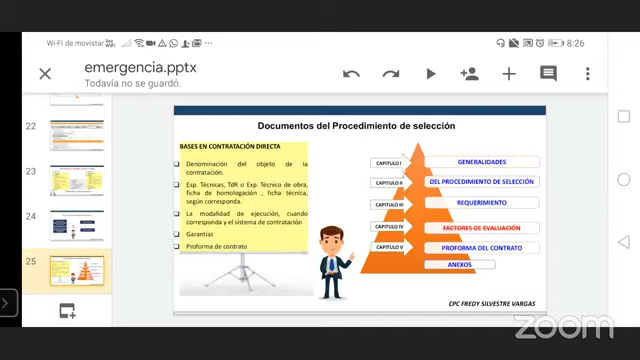 Wi-Fi de movistar
8:26
emergencia.pptx
Todavía no se guardó.
22
23
24
25
Documentos del Procedimiento de selección
BASES EN CONTRATACIÓN DIRECTA
Denominación del objeto de la
contratación.
Esp. Técnicas, TdR o Exp. Técnico de obra,
ficha de homologación , ficha técnica,
según corresponda.
La modalidad de ejecución, cuando
corresponda y el sistema de contratación
Garantías
Proforma de contrato
CAPITULO I
GENERALIDADES
CAPITULO II
DEL PROCEDIMIENTO DE SELECCIÓN
CAPITULO III
REQUERIMIENTO
CAPITULO IV
FACTORES DE EVALUACIÓN
CAPITULO V
PROFORMA DEL CONTRATO
ANEXOS
CPC FREDY SILVESTRE VARGAS
zoom